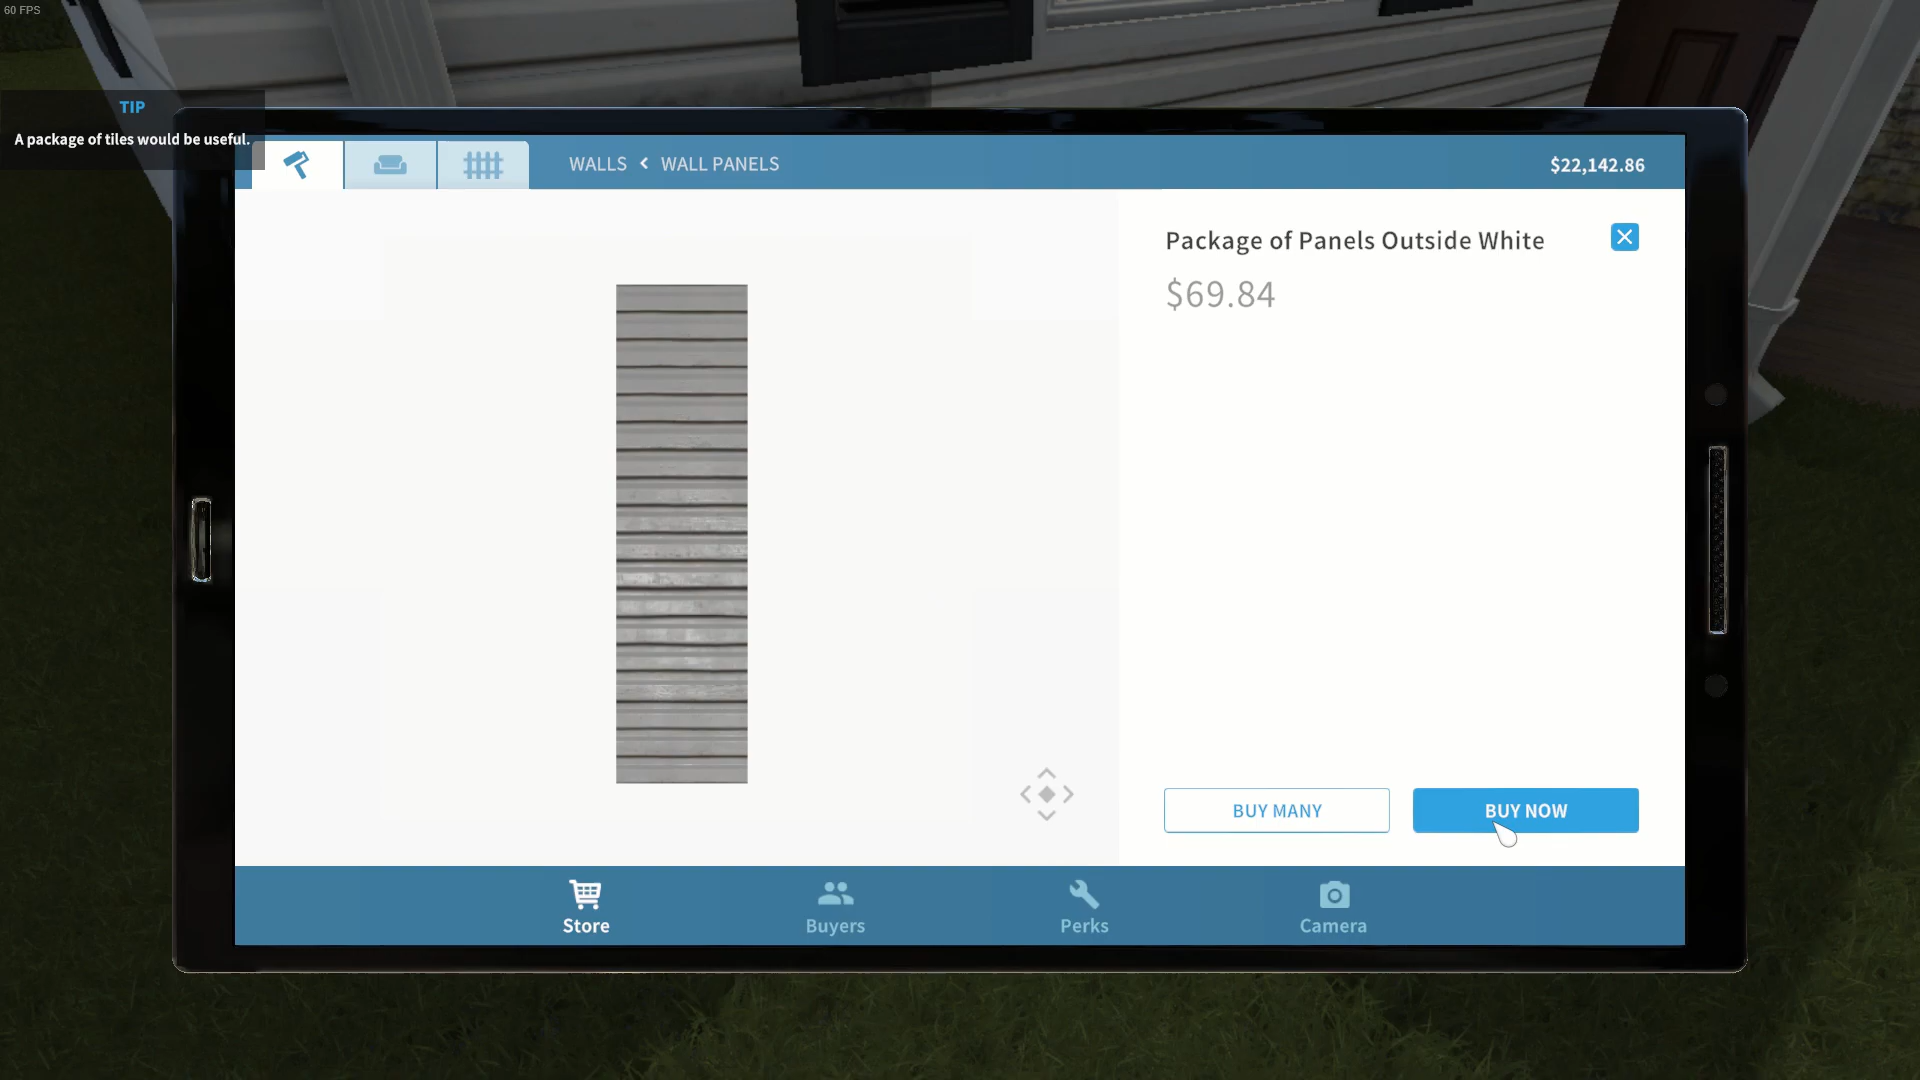 60 FPS
TIP
A package of tiles would be useful.
WALLS < WALL PANELS
$22,142.86
Package of Panels Outside White
$69.84
BUY MANY
BUY NOW
Store
Buyers
Perks
Camera